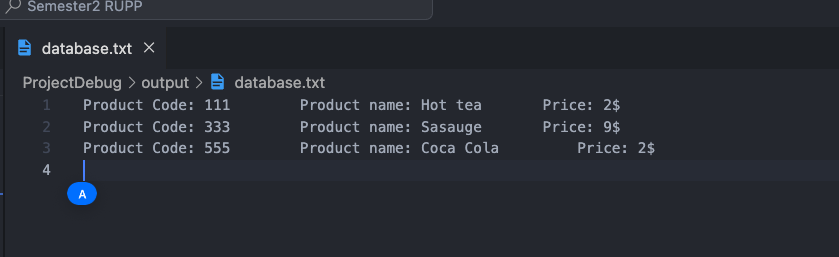 Semester2 RUPP
database.txt
ProjectDebug > output > database.txt
1 Product Code: 111 Product name: Hot tea Price: 2$
2 Product Code: 333 Product name: Sasauge Price: 9$
3 Product Code: 555 Product name: Coca Cola Price: 2$
4
A